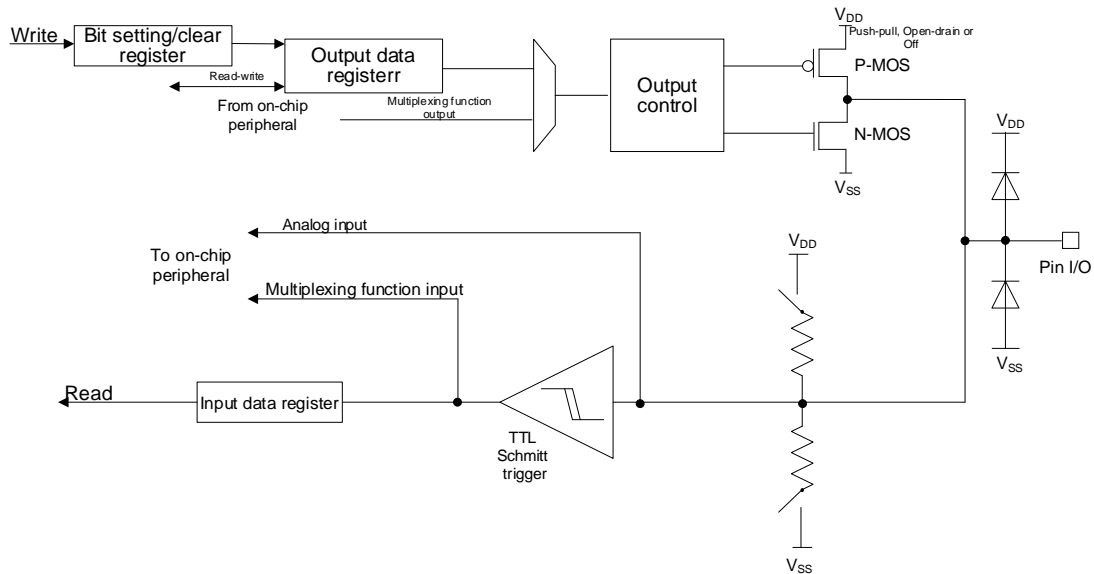 Write
Bit setting/clear
register
Output data
registerr
Read-write
From on-chip
peripheral
Multiplexing function
output
Output
control
VDD
Push-pull, Open-drain or
Off
P-MOS
N-MOS
VSS
VDD
Pin I/O
VSS
Analog input
To on-chip
peripheral
Multiplexing function input
VDD
Read
Input data register
TTL
Schmitt
trigger
VSS